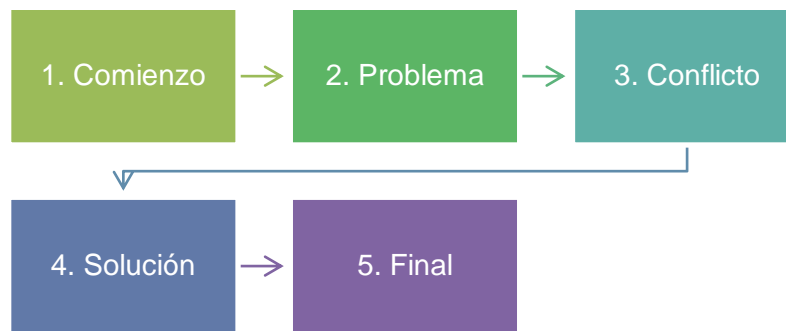 1. Comienzo
2. Problema
3. Conflicto
4. Solución
5. Final